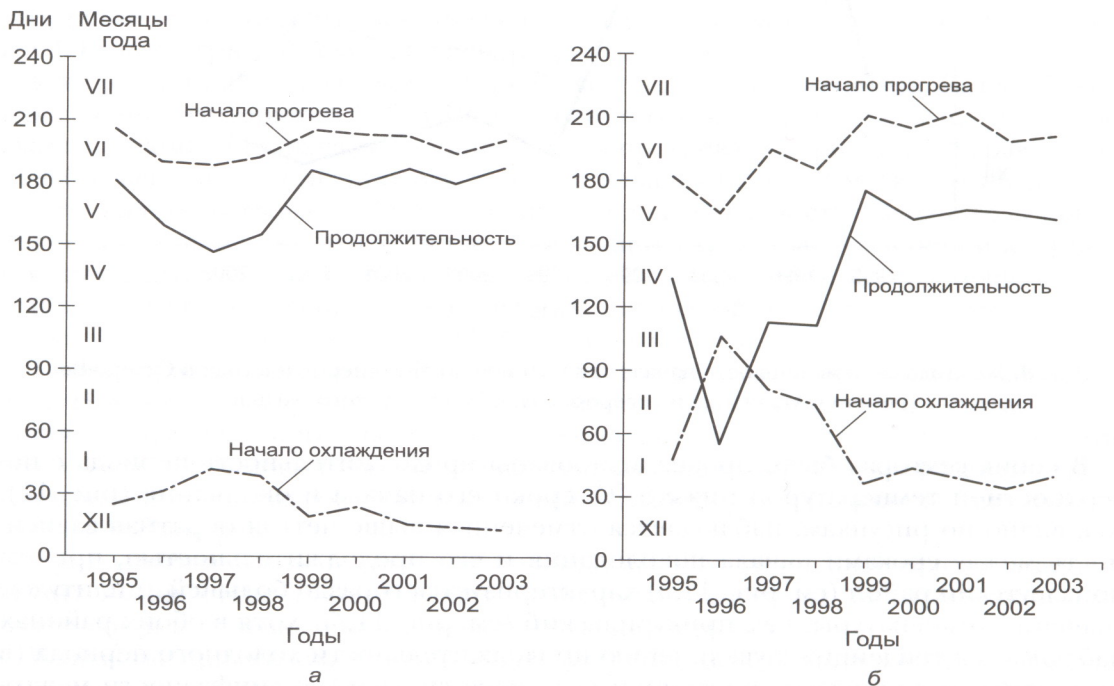 Дни
Месяцы
года
240
VII
Начало прогрева
210
VI
180
V
Продолжительность
150
IV
120
III
90
II
60
I
Начало охлаждения
30
XII
0
1995 1997 1999 2001 2003
1996 1998 2000 2002
Годы
а
240
VII
Начало прогрева
210
VI
180
V
150
IV
Продолжительность
120
III
90
II
Начало охлаждения
60
I
30
XII
0
1995 1997 1999 2001 2003
1996 1998 2000 2002
Годы
б